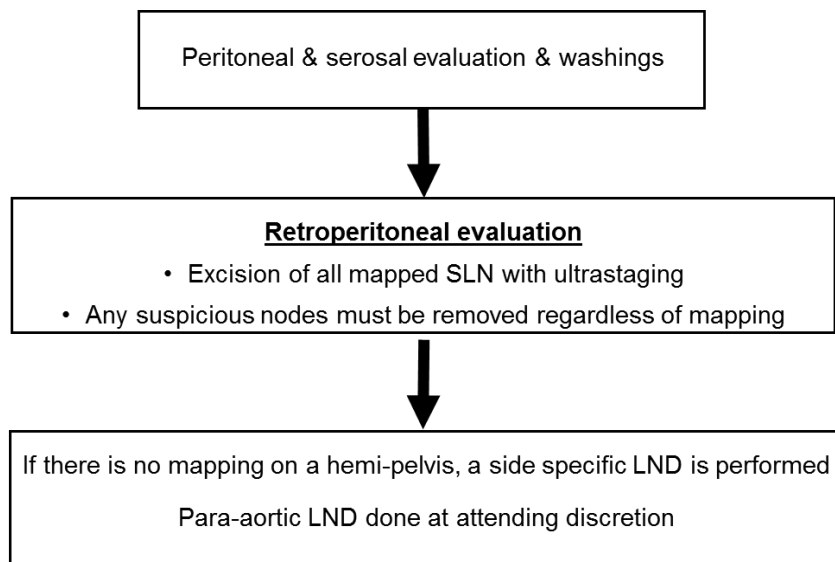 Peritoneal & serosal evaluation & washings
Retroperitoneal evaluation
• Excision of all mapped SLN with ultrastaging
• Any suspicious nodes must be removed regardless of mapping
If there is no mapping on a hemi-pelvis, a side specific LND is performed
Para-aortic LND done at attending discretion